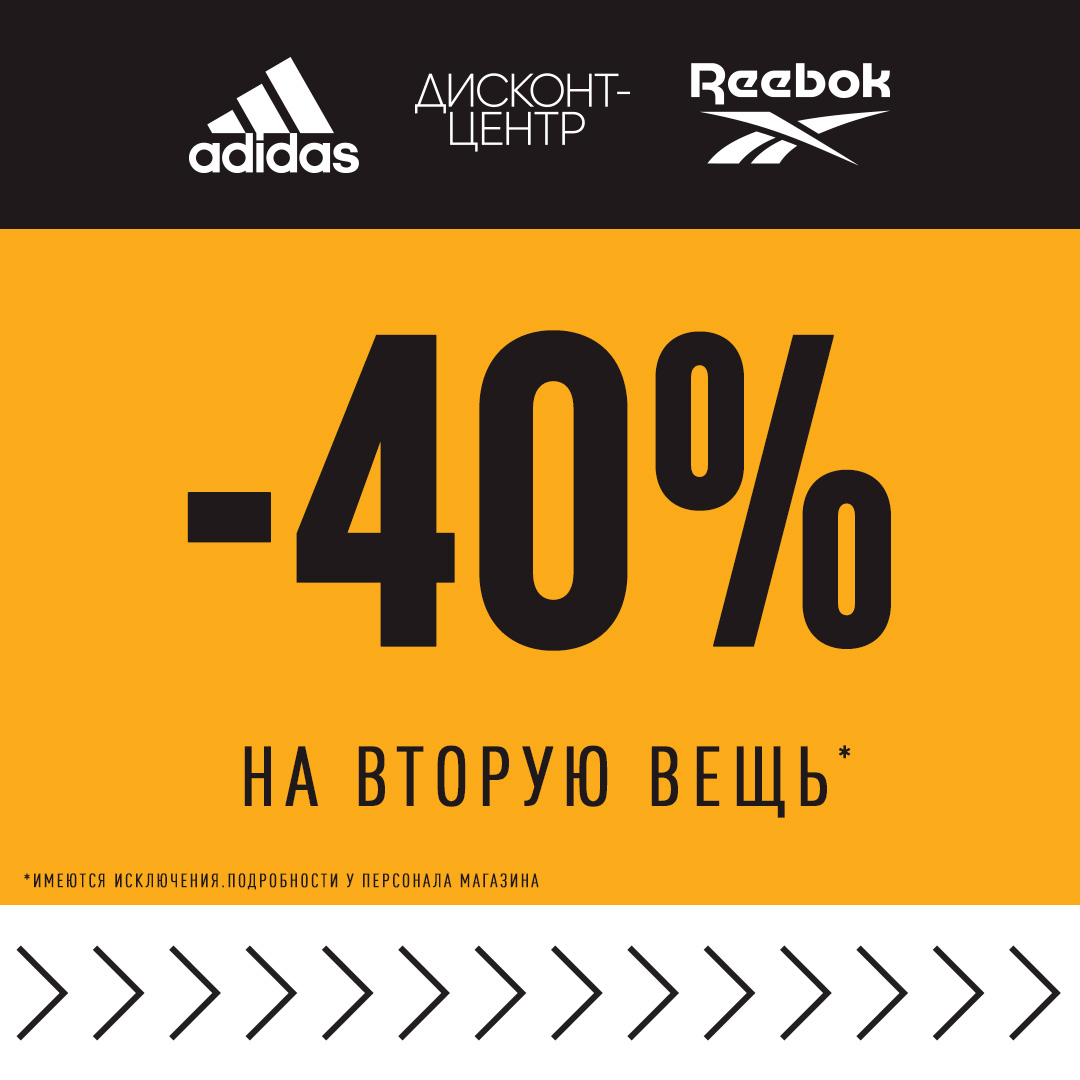 adidas
ДИСКОНТ-
ЦЕНТР
Reebok
-40%
НА ВТОРУЮ ВЕЩЬ*
*ИМЕЮТСЯ ИСКЛЮЧЕНИЯ.ПОДРОБНОСТИ У ПЕРСОНАЛА МАГАЗИНА